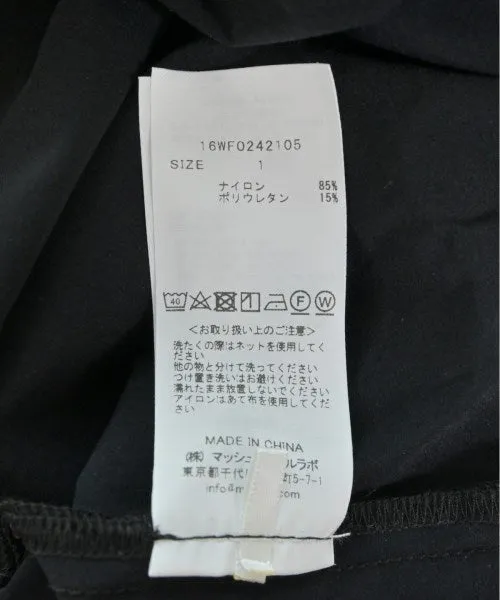 16WFO242105
SIZE 1
ナイロン 85%
ポリウレタン 15%
40 F W
<お取り扱い上のご注意>
洗たくの際はネットを使用してく
ださい
他の物と分けて洗ってください
つけ置き洗いはお避けください
濡れたまま放置しないでください
アイロンはあて布を使用してくださ
い
MADE IN CHINA
(株) マッシュ ルラボ
東京都千代 町5-7-1